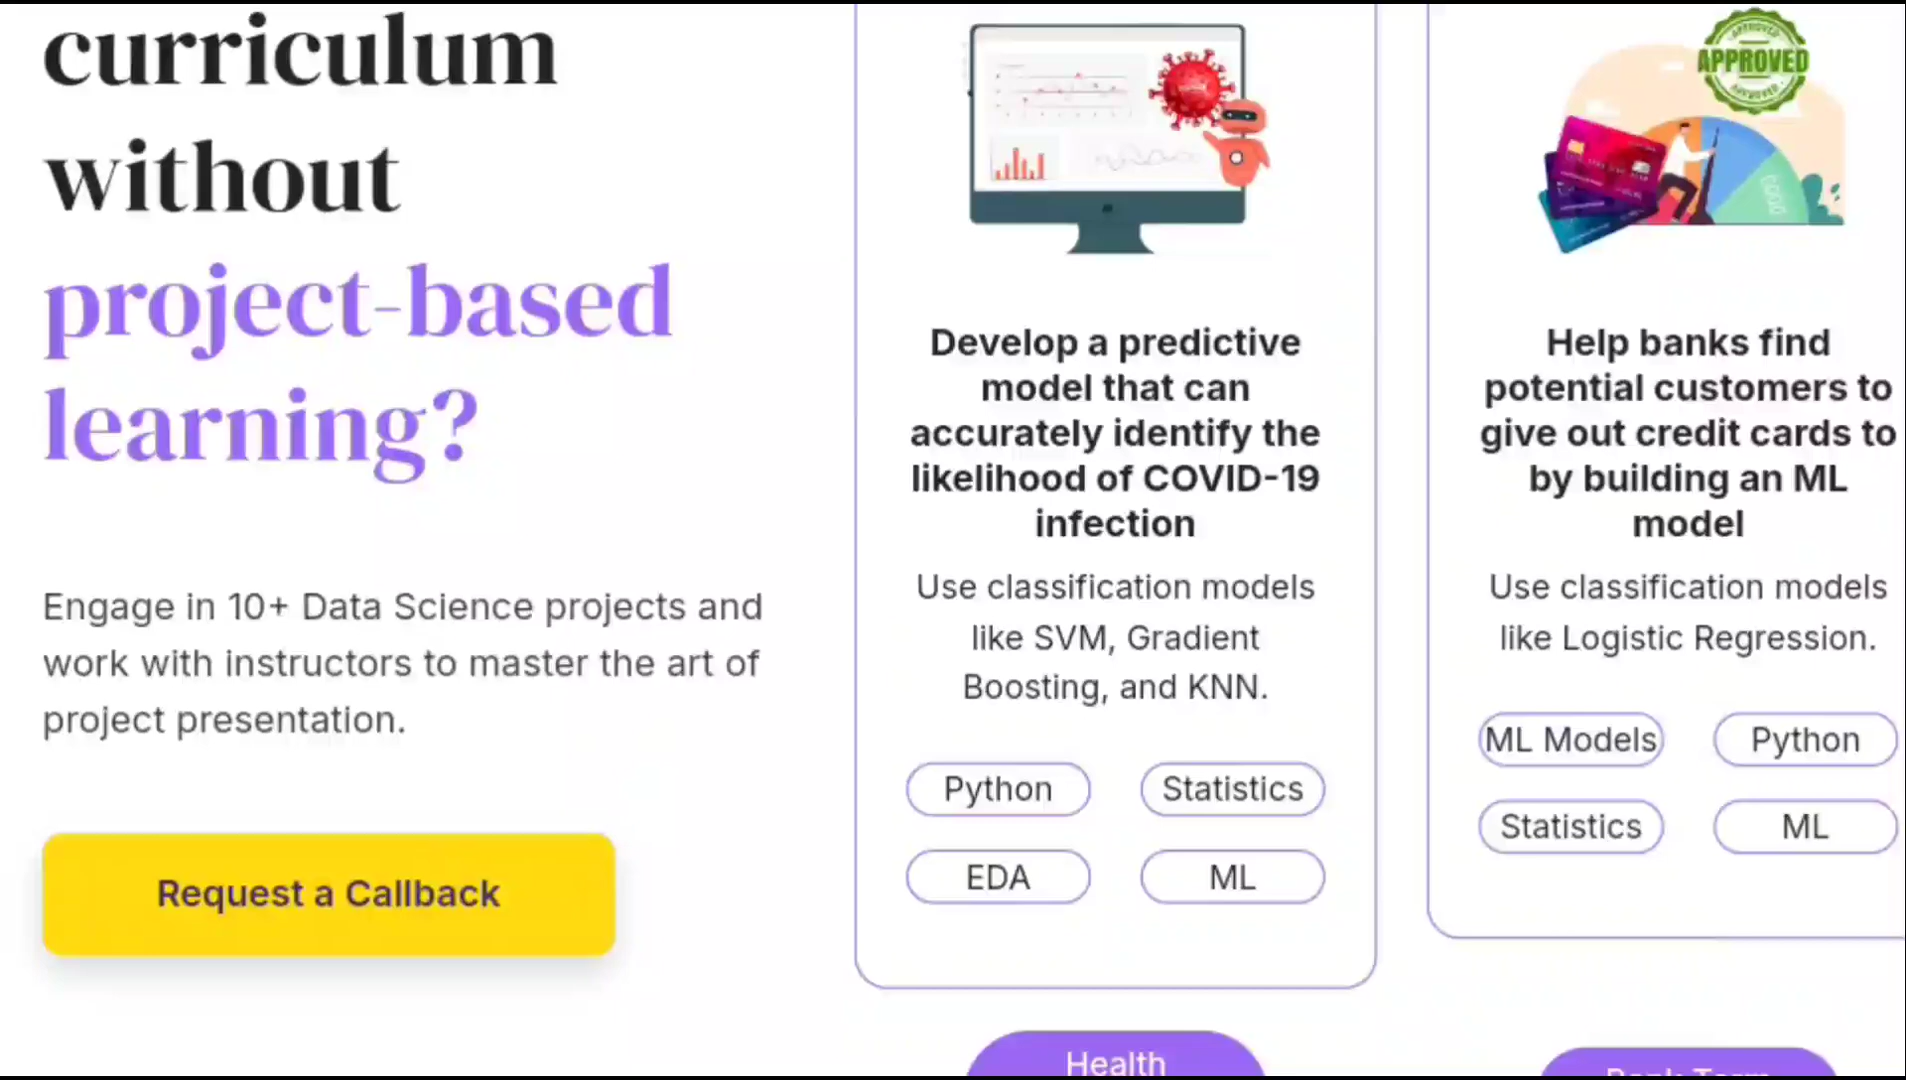 curriculum
without
project-based
learning?
Engage in 10+ Data Science projects and
work with instructors to master the art of
project presentation.
Request a Callback
Develop a predictive
model that can
accurately identify the
likelihood of COVID-19
infection
Use classification models
like SVM, Gradient
Boosting, and KNN.
Python
Statistics
EDA
ML
Health
APPROVED
GOOD
Help banks find
potential customers to
give out credit cards to
by building an ML
model
Use classification models
like Logistic Regression.
ML Models
Python
Statistics
ML
Bank Term